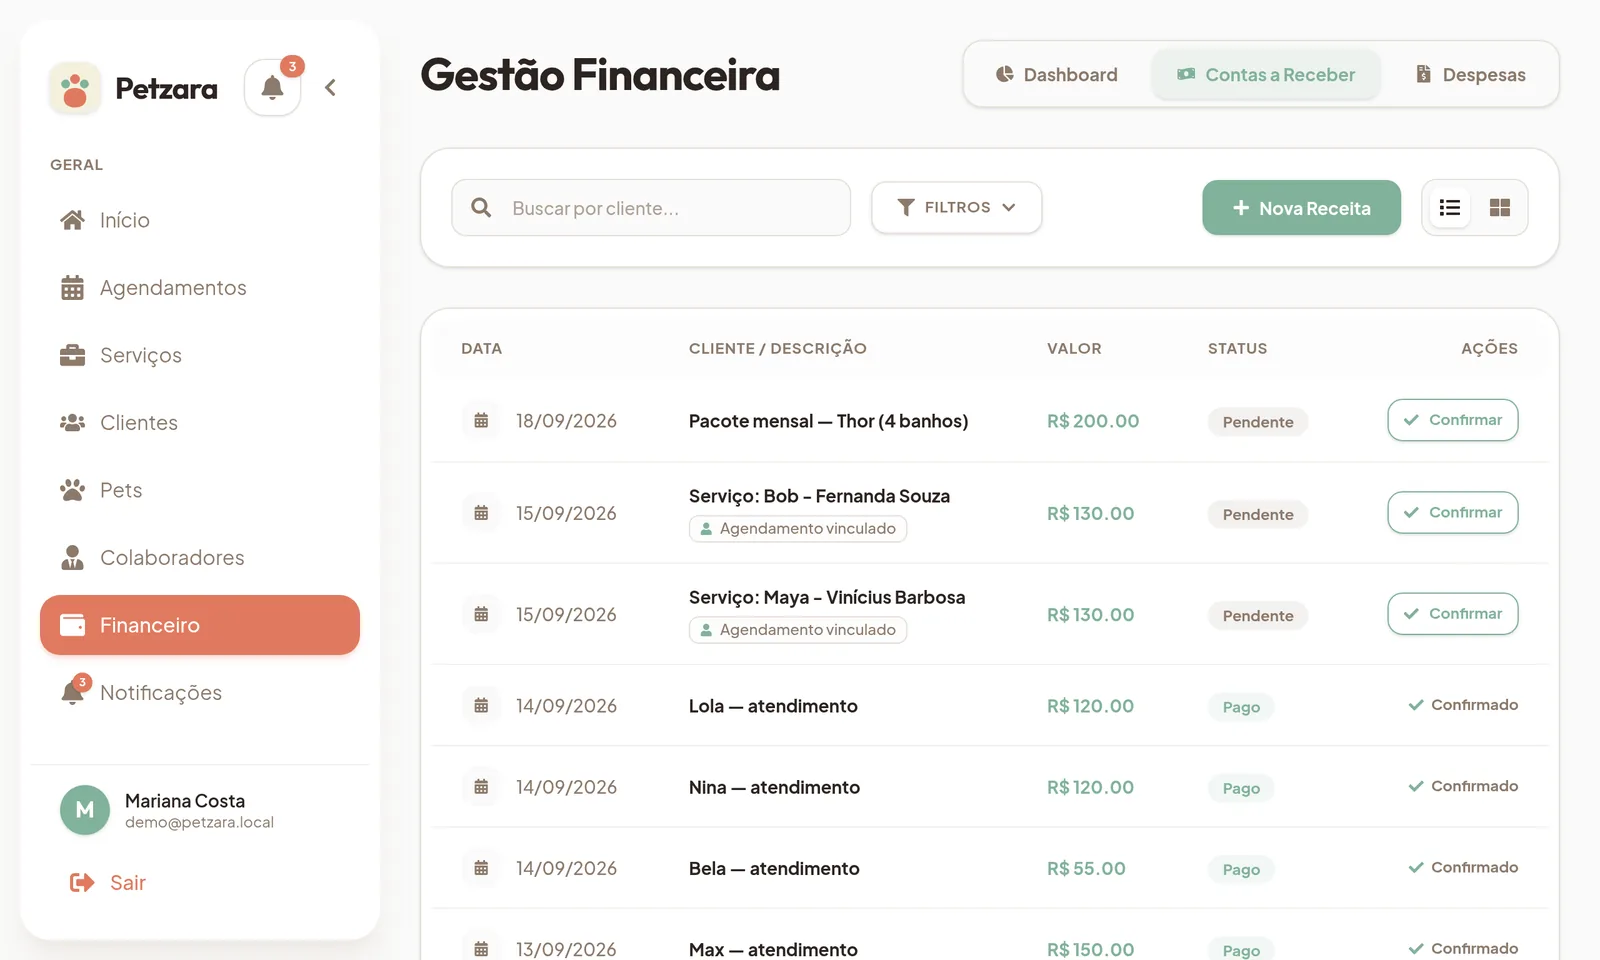 Petzara
3
GERAL
Início
Agendamentos
Serviços
Clientes
Pets
Colaboradores
Financeiro
3
Notificações
M
Mariana Costa
demo@petzara.local
Sair
Gestão Financeira
Dashboard
Contas a Receber
Despesas
Buscar por cliente...
FILTROS
+ Nova Receita
DATA CLIENTE / DESCRIÇÃO VALOR STATUS AÇÕES
18/09/2026 Pacote mensal — Thor (4 banhos) R$ 200.00 Pendente Confirmar
15/09/2026 Serviço: Bob - Fernanda Souza R$ 130.00 Pendente Confirmar
Agendamento vinculado
15/09/2026 Serviço: Maya - Vinícius Barbosa R$ 130.00 Pendente Confirmar
Agendamento vinculado
14/09/2026 Lola — atendimento R$ 120.00 Pago Confirmado
14/09/2026 Nina — atendimento R$ 120.00 Pago Confirmado
14/09/2026 Bela — atendimento R$ 55.00 Pago Confirmado
13/09/2026 Max — atendimento R$ 150.00 Pago Confirmado